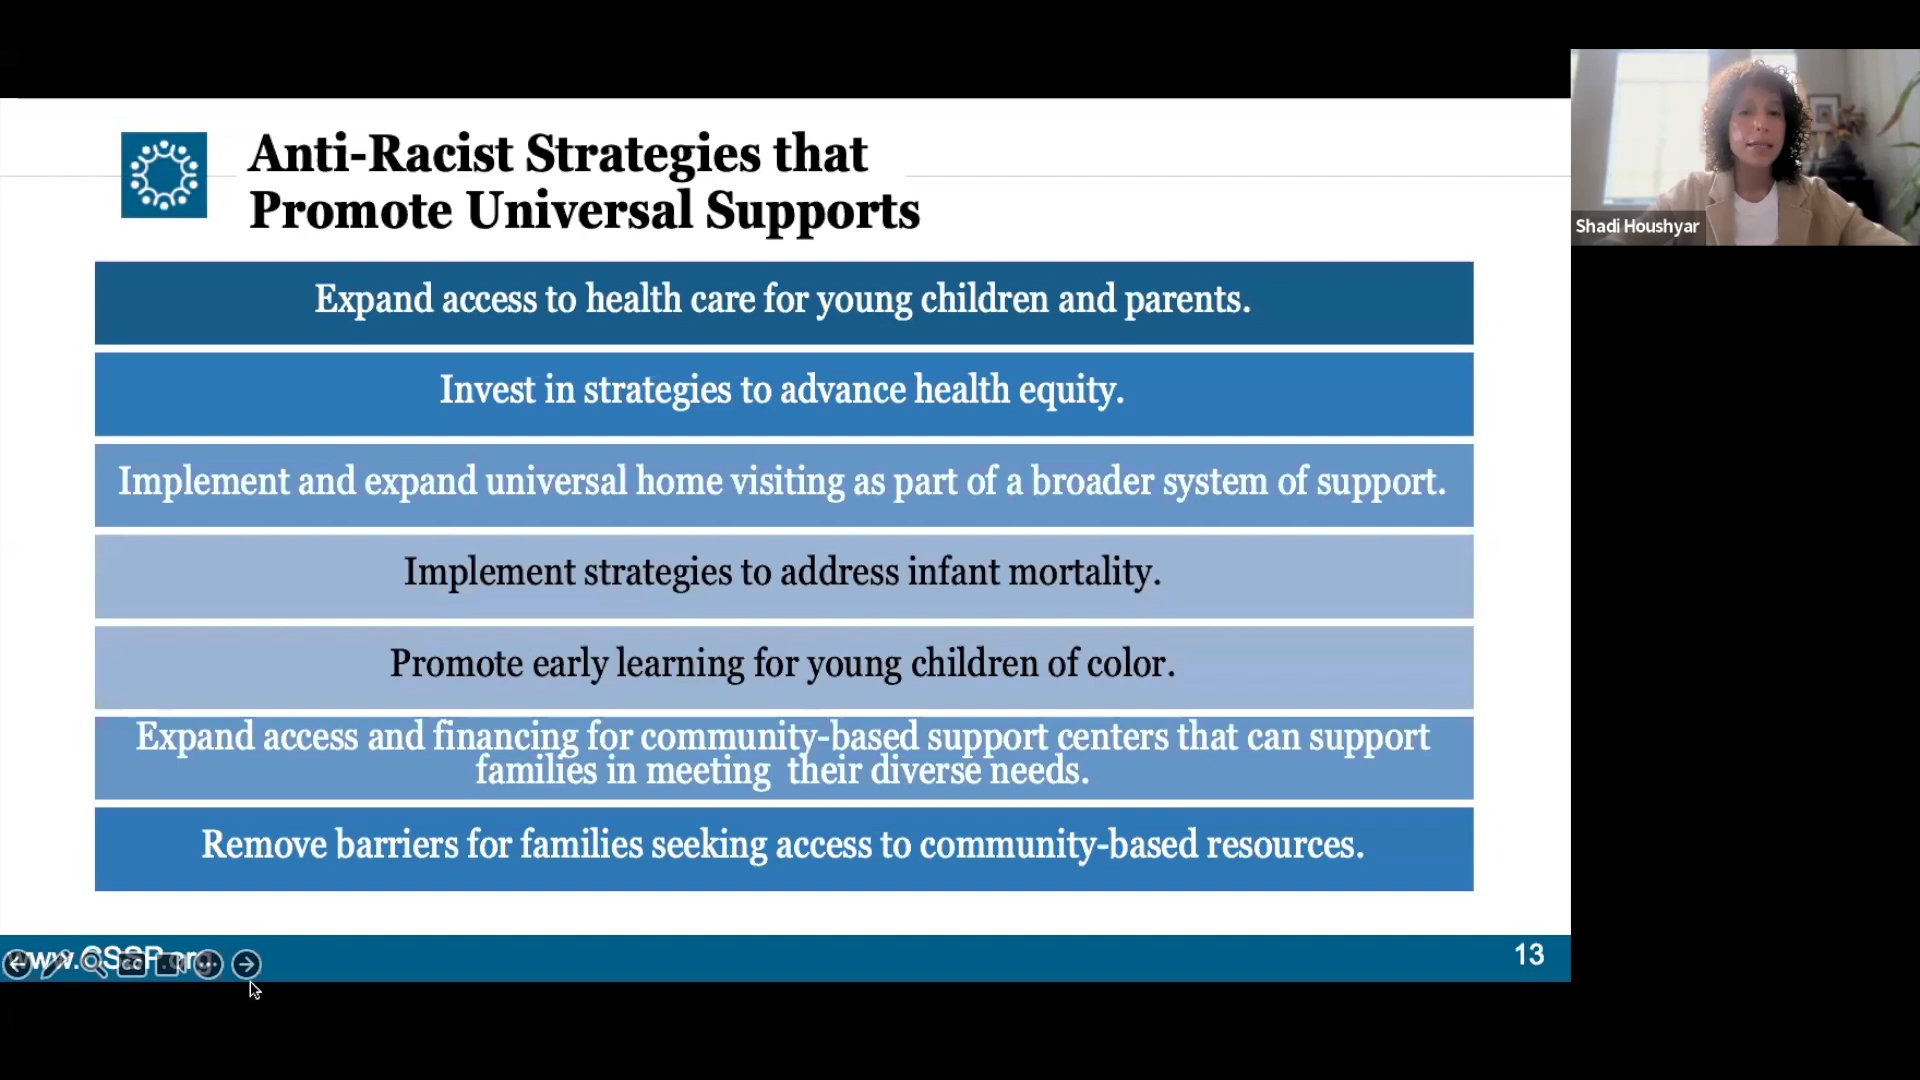 Anti-Racist Strategies that
Promote Universal Supports
Shadi Houshyar
Expand access to health care for young children and parents.
Invest in strategies to advance health equity.
Implement and expand universal home visiting as part of a broader system of support.
Implement strategies to address infant mortality.
Promote early learning for young children of color.
Expand access and financing for community-based support centers that can support
families in meeting  their diverse needs.
Remove barriers for families seeking access to community-based resources.
www.CSSP.org
13